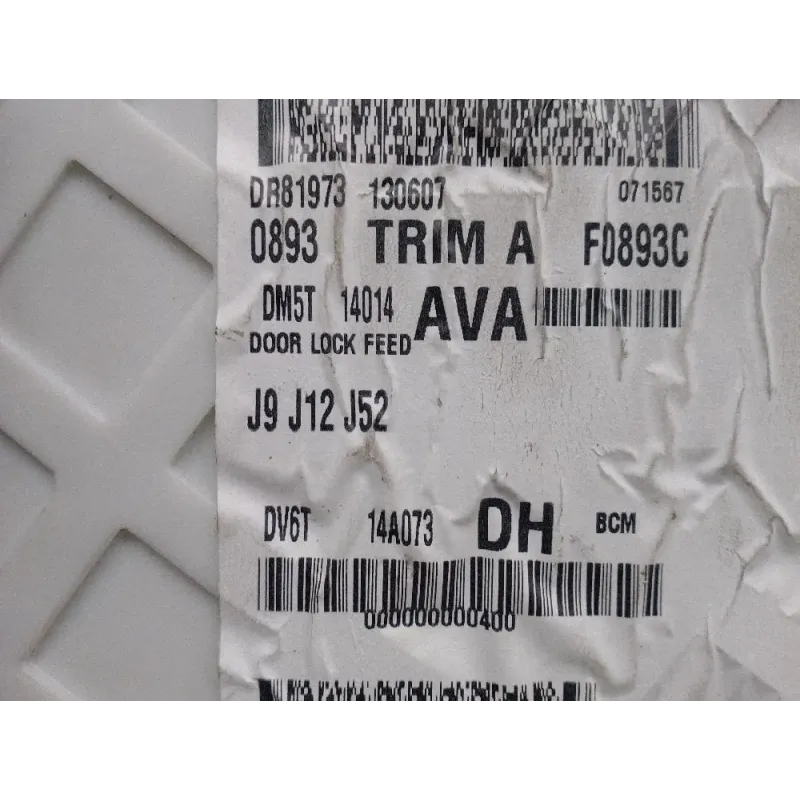 DR81973 130607 071567
0893 TRIM A F0893C
DM5T 14014 AVA
DOOR LOCK FEED
J9 J12 J52
DV6T 14A073 DH BCM
000000000400